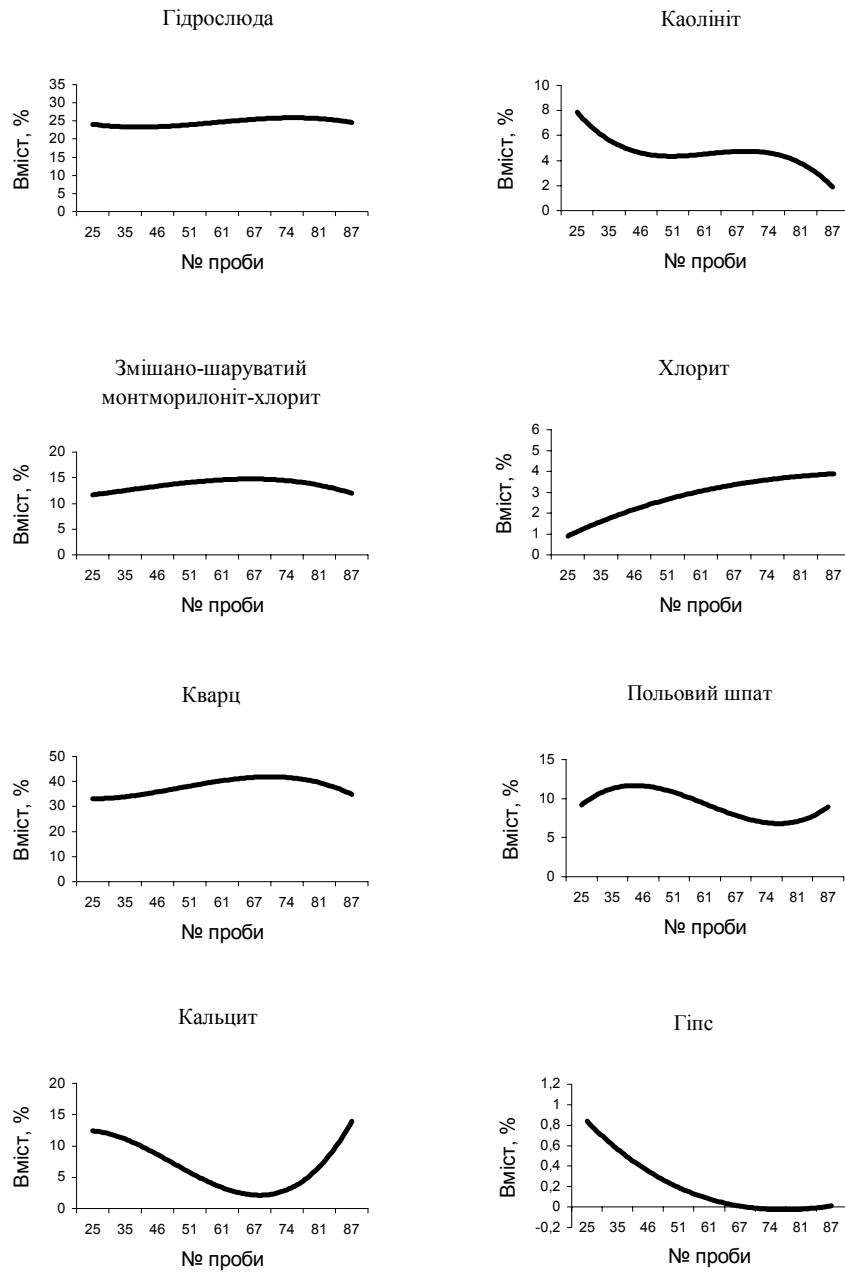 Гідрослюда
35
30
25
20
15
10
5
0
Вміст, %
25 35 46 51 61 67 74 81 87
№ проби
Каолініт
10
8
6
4
2
0
Вміст, %
25 35 46 51 61 67 74 81 87
№ проби
Змішано-шаруватий
монтморилоніт-хлорит
20
15
10
5
0
Вміст, %
25 35 46 51 61 67 74 81 87
№ проби
Хлорит
6
5
4
3
2
1
0
Вміст, %
25 35 46 51 61 67 74 81 87
№ проби
Кварц
50
40
30
20
10
0
Вміст, %
25 35 46 51 61 67 74 81 87
№ проби
Польовий шпат
15
10
5
0
Вміст, %
25 35 46 51 61 67 74 81 87
№ проби
Кальцит
20
15
10
5
0
Вміст, %
25 35 46 51 61 67 74 81 87
№ проби
Гіпс
1,2
1
0,8
0,6
0,4
0,2
0
-0,2
Вміст, %
25 35 46 51 61 67 74 81 87
№ проби